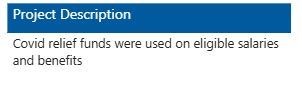 Project Description
Covid relief funds were used on eligible salaries
and benefits